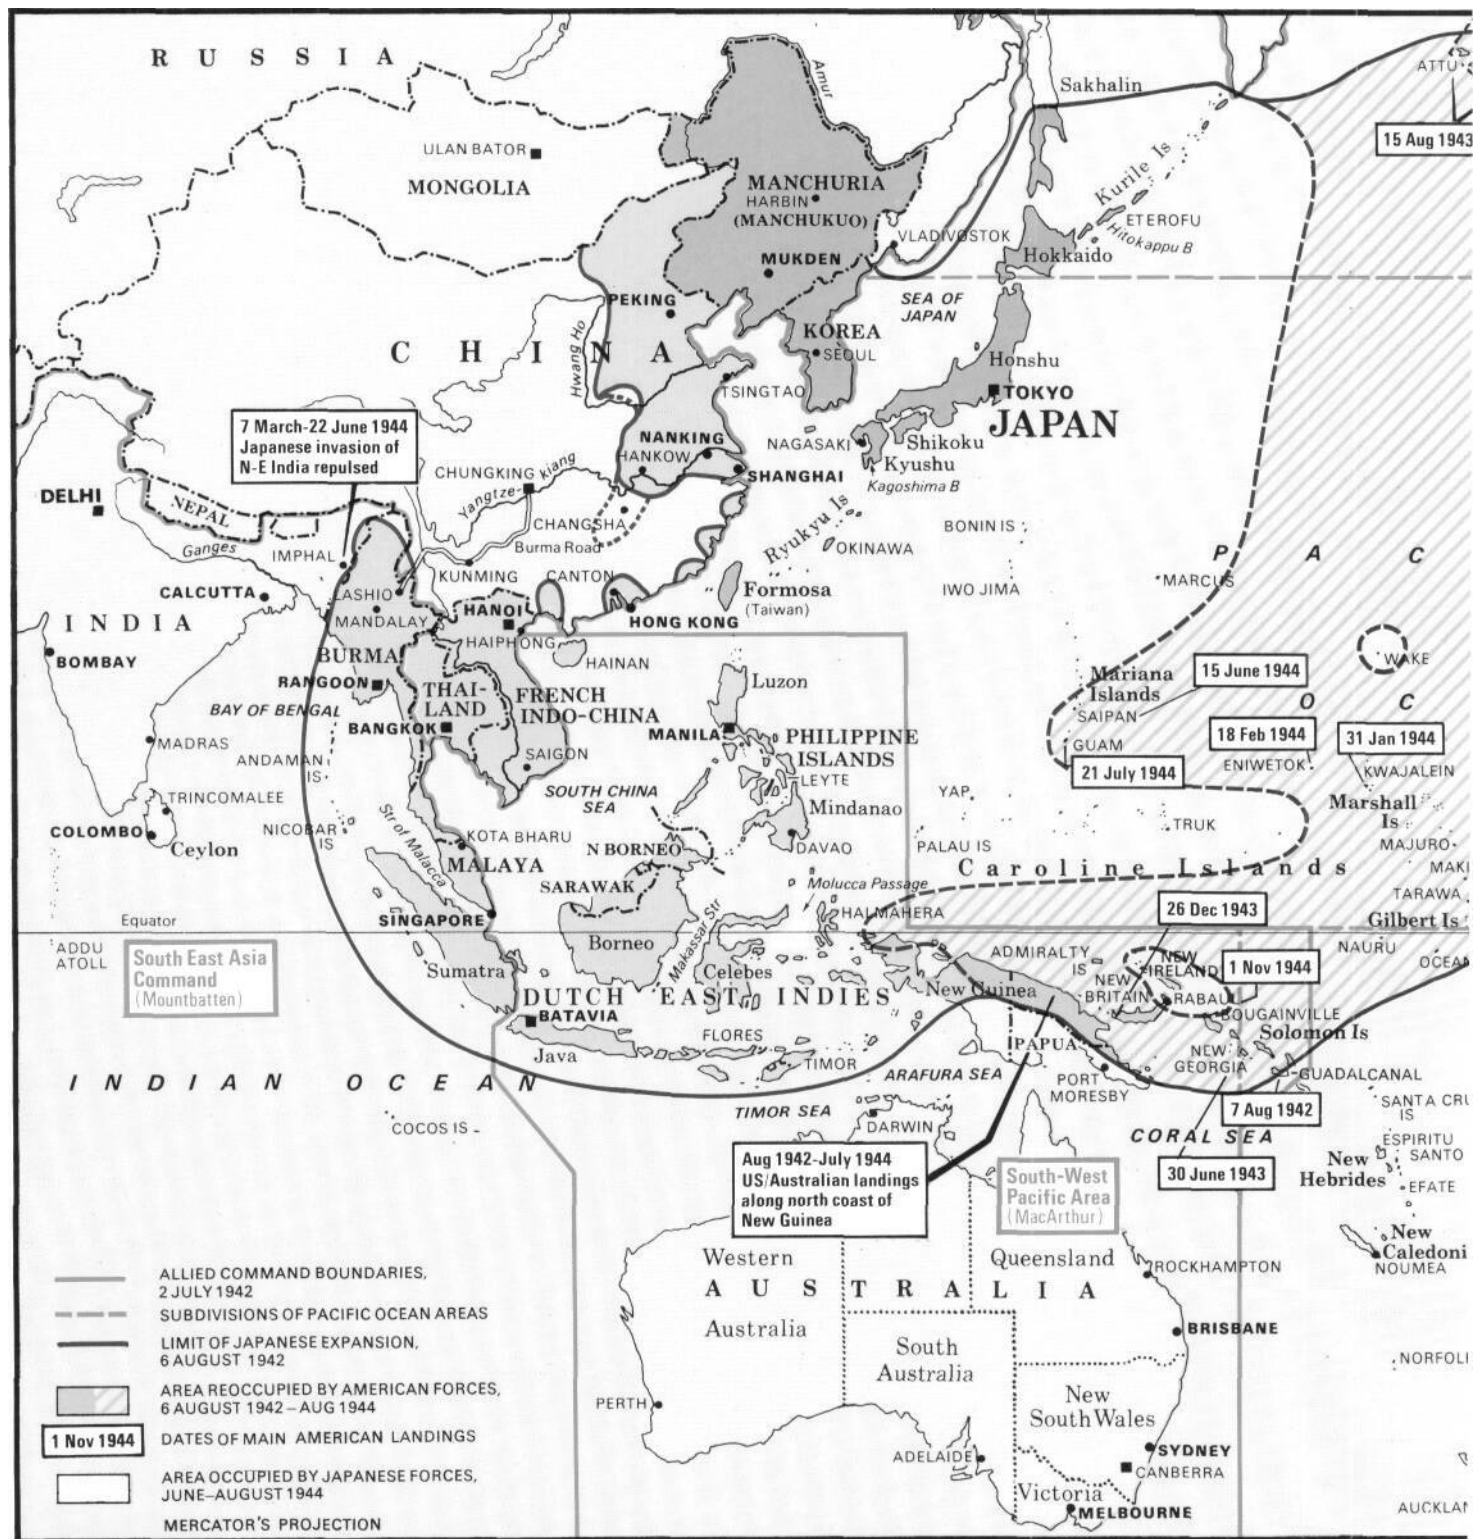 RUSSIA
Amur
Sakhalin
ATTU
15 Aug 1943
ULAN BATOR
MONGOLIA
MANCHURIA
HARBIN
(MANCHUKUO)
Kurile Is
ETEROFU
Hitokappu B
VLADIVOSTOK
Hokkaido
MUKDEN
PEKING
SEA OF
JAPAN
KOREA
SEOUL
CHINA
Hwang Ho
Honshu
TSINGTAO
TOKYO
JAPAN
7 March-22 June 1944
Japanese invasion of
N-E India repulsed
NANKING
HANKOW
NAGASAKI
Shikoku
Kyushu
SHANGHAI
Kagoshima B
CHUNGKING
Yangtze-kiang
DELHI
NEPAL
CHANGSHA
Ryukyu Is
BONIN IS
Ganges
IMPHAL
Burma Road
OKINAWA
PAC
KUNMING
CANTON
MARCUS
CALCUTTA
LASHIO
Formosa
(Taiwan)
IWO JIMA
HANOI
HONG KONG
INDIA
MANDALAY
HAIPHONG
BOMBAY
BURMA
HAINAN
WAKE
RANGOON
THAI-
LAND
FRENCH
INDO-CHINA
Luzon
Mariana
Islands
15 June 1944
BAY OF BENGAL
SAIPAN
OC
BANGKOK
MANILA
PHILIPPINE
ISLANDS
18 Feb 1944
31 Jan 1944
MADRAS
GUAM
ANDAMAN
IS
SAIGON
LEYTE
21 July 1944
ENIWETOK
KWAJALEIN
SOUTH CHINA
SEA
TRINCOMALEE
YAP
Marshall
Is
Mindanao
COLOMBO
NICOBAR
IS
Str of Malacca
KOTA BHARU
TRUK
Ceylon
N BORNEO
DAVAO
PALAU IS
MAJURO
MALAYA
Caroline Islands
MAKI
SARAWAK
Molucca Passage
TARAWA
SINGAPORE
Makassar Str
HALMAHERA
26 Dec 1943
Gilbert Is
Equator
ADDU
ATOLL
South East Asia
Command
(Mountbatten)
Borneo
ADMIRALTY
IS
NEW
IRELAND
NAURU
OCEAN
Sumatra
Celebes
New Guinea
NEW
BRITAIN
1 Nov 1944
DUTCH EAST INDIES
RABAU
BATAVIA
BOUGAINVILLE
Solomon Is
FLORES
PAPUA
Java
TIMOR
NEW
GEORGIA
INDIAN OCEAN
ARAFURA SEA
PORT
MORESBY
GUADALCANAL
7 Aug 1942
SANTA CRU
IS
TIMOR SEA
DARWIN
COCOS IS
CORAL SEA
ESPIRITU
SANTO
Aug 1942-July 1944
US/Australian landings
along north coast of
New Guinea
South-West
Pacific Area
(MacArthur)
30 June 1943
New
Hebrides
EFATE
New
Caledoni
NOUMEA
Western
Australia
Queensland
ROCKHAMPTON
AUSTRALIA
BRISBANE
South
Australia
NORFOL
New
South Wales
PERTH
SYDNEY
ADELAIDE
CANBERRA
Victoria
MELBOURNE
AUCKLAN
ALLIED COMMAND BOUNDARIES,
2 JULY 1942
SUBDIVISIONS OF PACIFIC OCEAN AREAS
LIMIT OF JAPANESE EXPANSION,
6 AUGUST 1942
AREA REOCCUPIED BY AMERICAN FORCES,
6 AUGUST 1942 – AUG 1944
1 Nov 1944
DATES OF MAIN AMERICAN LANDINGS
AREA OCCUPIED BY JAPANESE FORCES,
JUNE–AUGUST 1944
MERCATOR'S PROJECTION